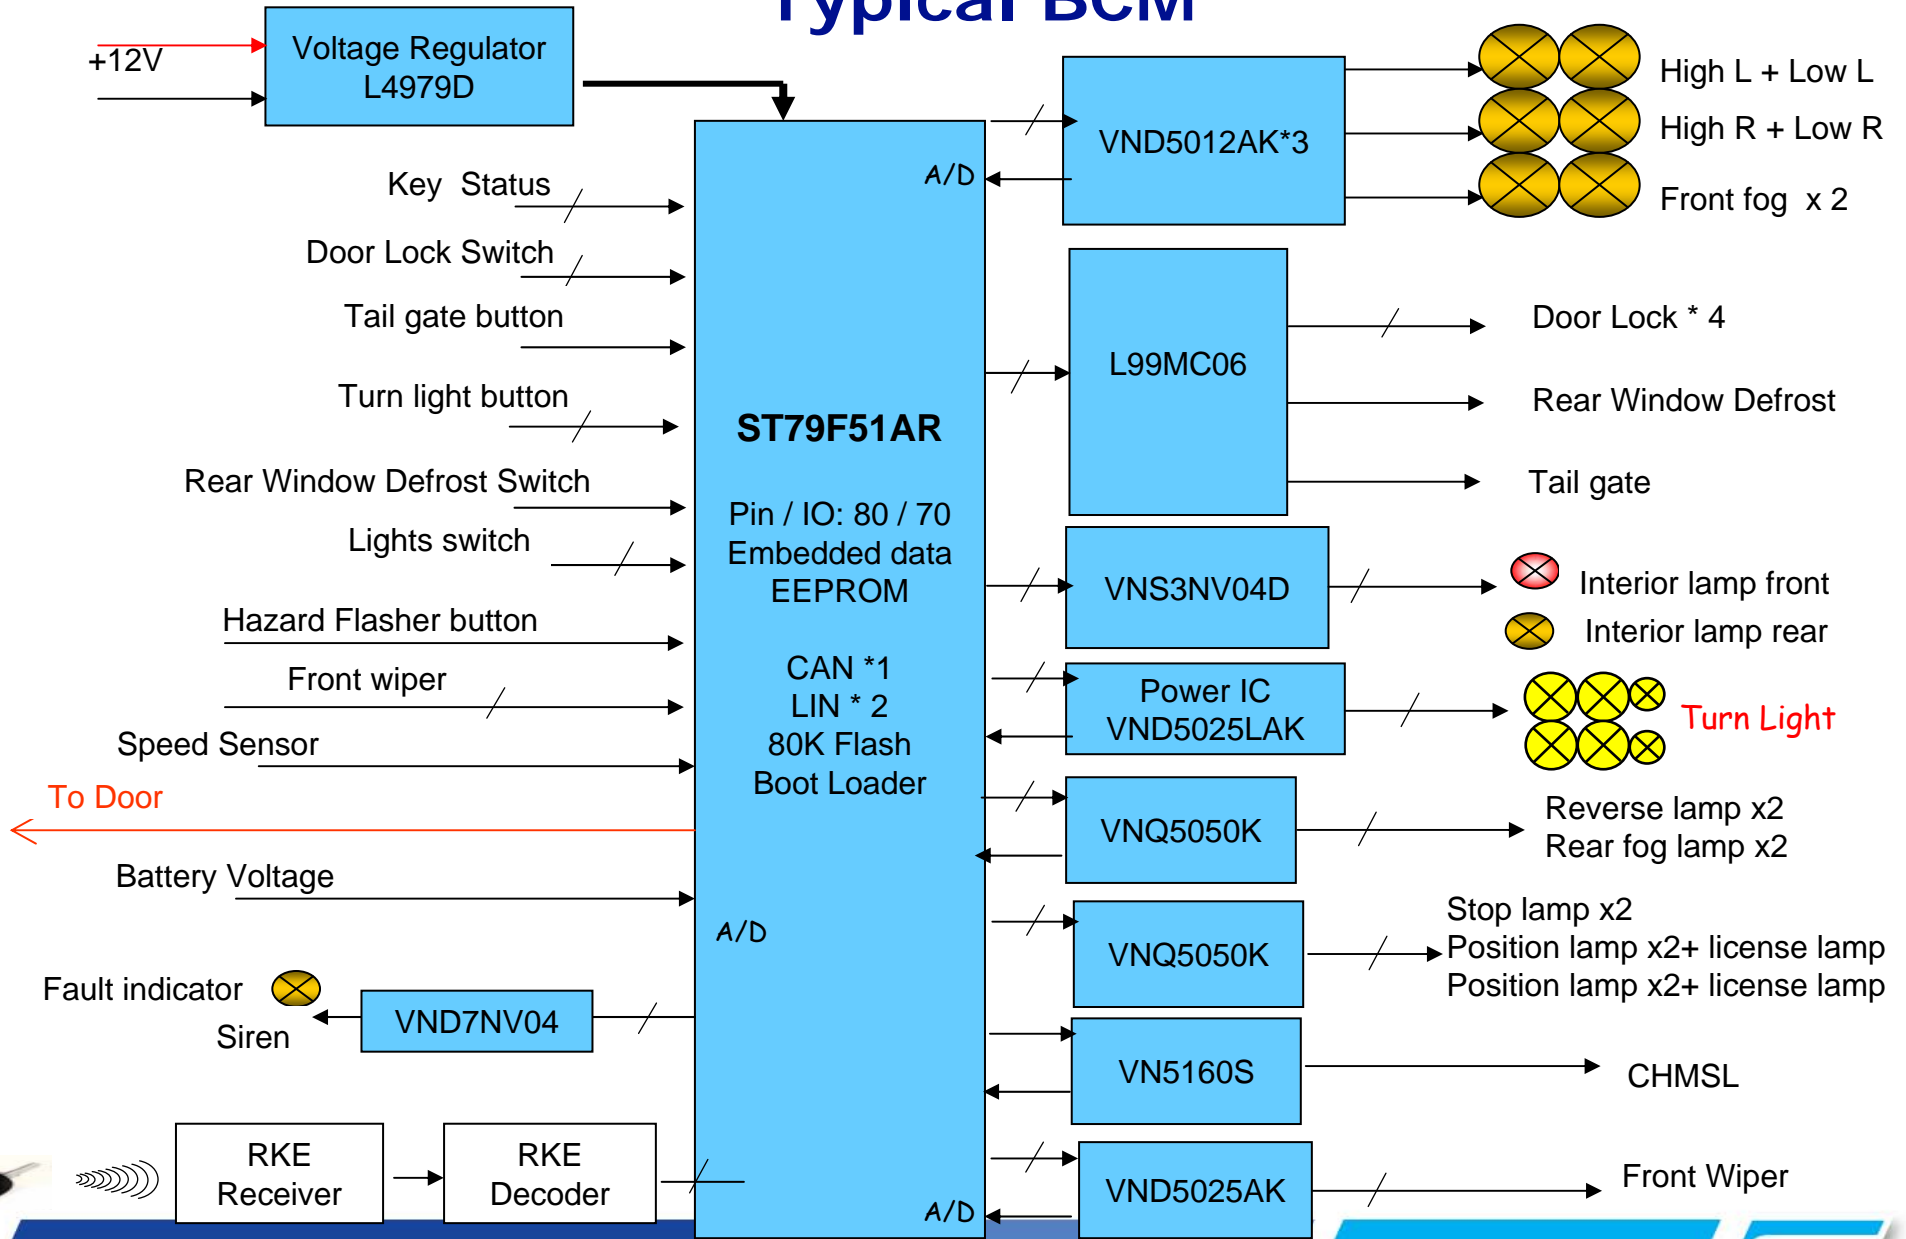 Typical BCM
+12V
Voltage Regulator
L4979D
Key Status
Door Lock Switch
Tail gate button
Turn light button
Rear Window Defrost Switch
Lights switch
Hazard Flasher button
Front wiper
Speed Sensor
To Door
Battery Voltage
Fault indicator
Siren
VND7NV04
RKE
Receiver
RKE
Decoder
A/D
ST79F51AR
Pin / IO: 80 / 70
Embedded data
EEPROM
CAN *1
LIN * 2
80K Flash
Boot Loader
A/D
A/D
VND5012AK*3
High L + Low L
High R + Low R
Front fog x 2
L99MC06
Door Lock * 4
Rear Window Defrost
Tail gate
VNS3NV04D
Interior lamp front
Interior lamp rear
Power IC
VND5025LAK
Turn Light
VNQ5050K
Reverse lamp x2
Rear fog lamp x2
VNQ5050K
Stop lamp x2
Position lamp x2+ license lamp
Position lamp x2+ license lamp
VN5160S
CHMSL
VND5025AK
Front Wiper